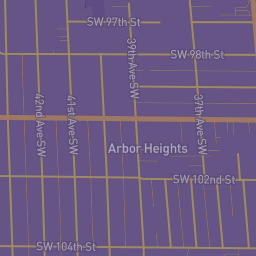 SW 97th St
39th Ave SW
SW 98th St
42nd Ave SW
41st Ave SW
37th Ave SW
Arbor Heights
SW 102nd St
SW 104th St